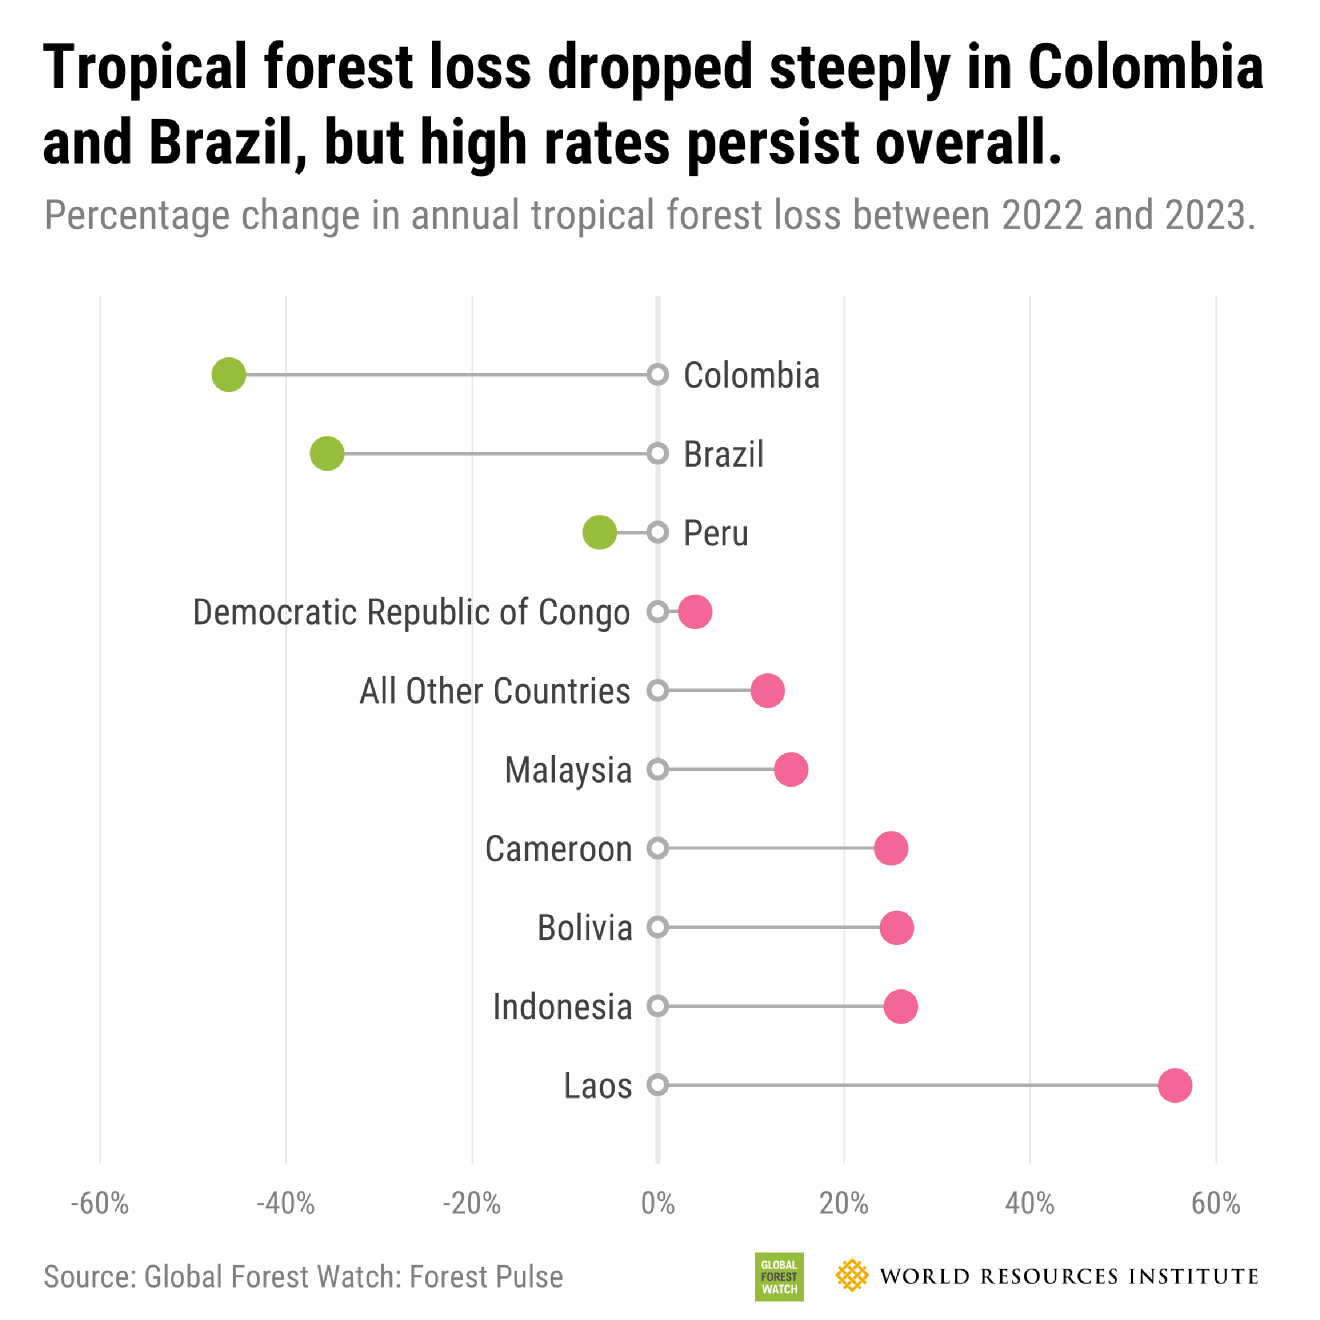 Tropical forest loss dropped steeply in Colombia
and Brazil, but high rates persist overall.
Percentage change in annual tropical forest loss between 2022 and 2023.
Colombia
Brazil
Peru
Democratic Republic of Congo
All Other Countries
Malaysia
Cameroon
Bolivia
Indonesia
Laos
-60% -40% -20% 0% 20% 40% 60%
Source: Global Forest Watch: Forest Pulse
GLOBAL
FOREST
WATCH
WORLD RESOURCES INSTITUTE